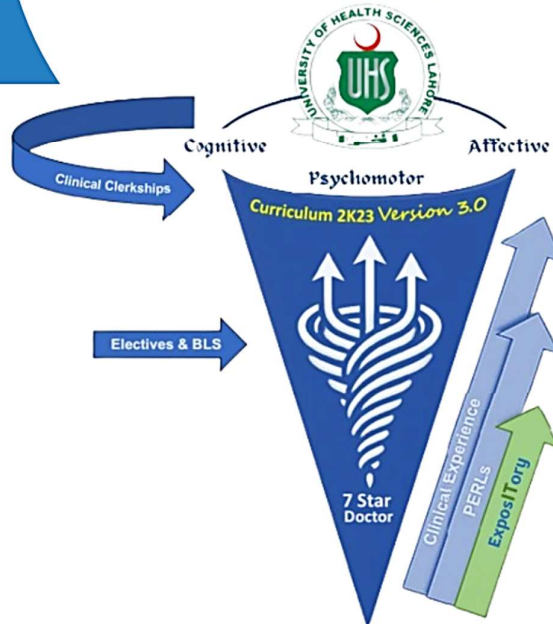 UNIVERSITY OF HEALTH SCIENCES LAHORE
UHS
Cognitive
Affective
Psychomotor
Clinical Clerkships
Curriculum 2K23 Version 3.0
Electives & BLS
7 Star
Doctor
Clinical Experience
PERLs
ExposITory